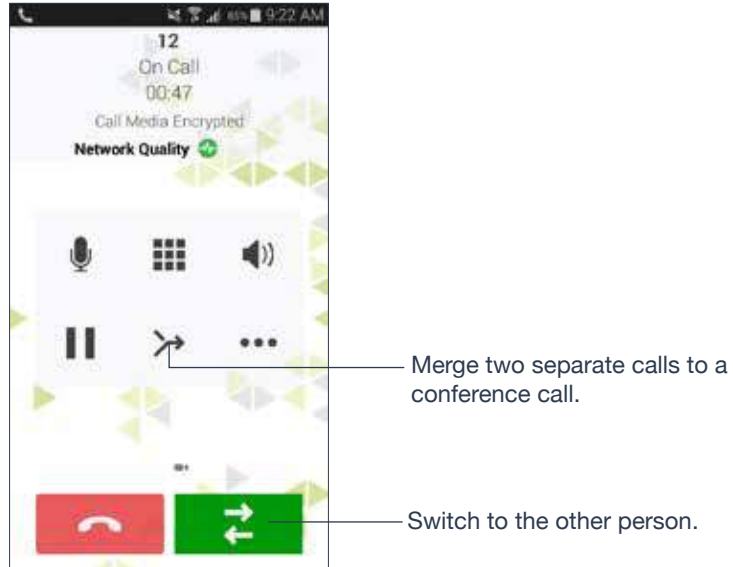 65% 9:22 AM
12
On Call
00:47
Call Media Encrypted
Network Quality
Merge two separate calls to a
conference call.
Switch to the other person.